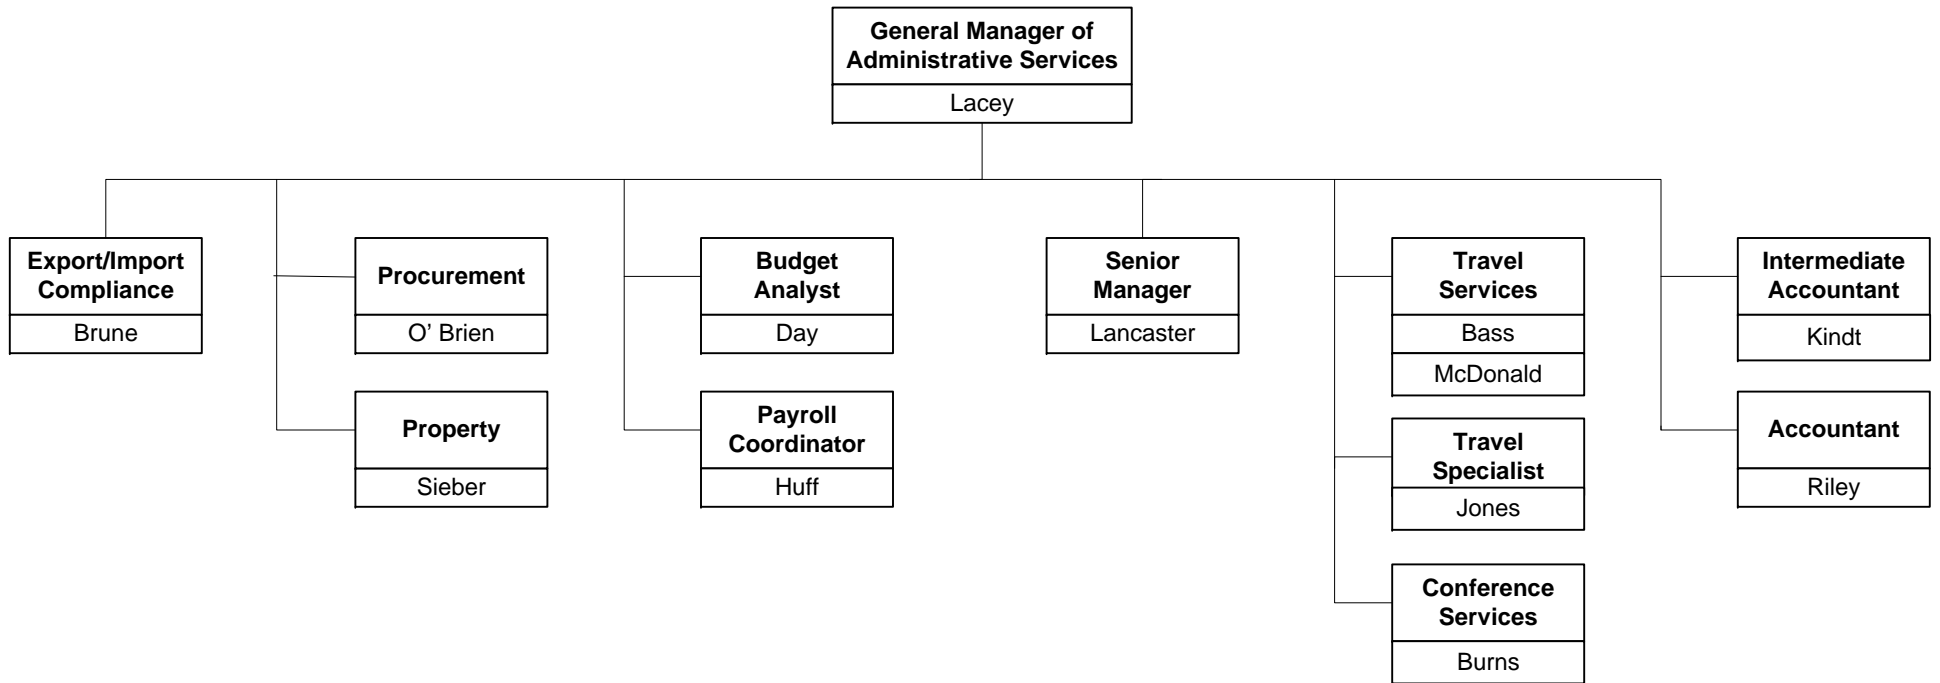 General Manager of
Administrative Services
Lacey
Export/Import
Compliance
Brune
Procurement
O’ Brien
Property
Sieber
Budget
Analyst
Day
Payroll
Coordinator
Huff
Senior
Manager
Lancaster
Travel
Services
Bass
McDonald
Travel
Specialist
Jones
Conference
Services
Burns
Intermediate
Accountant
Kindt
Accountant
Riley